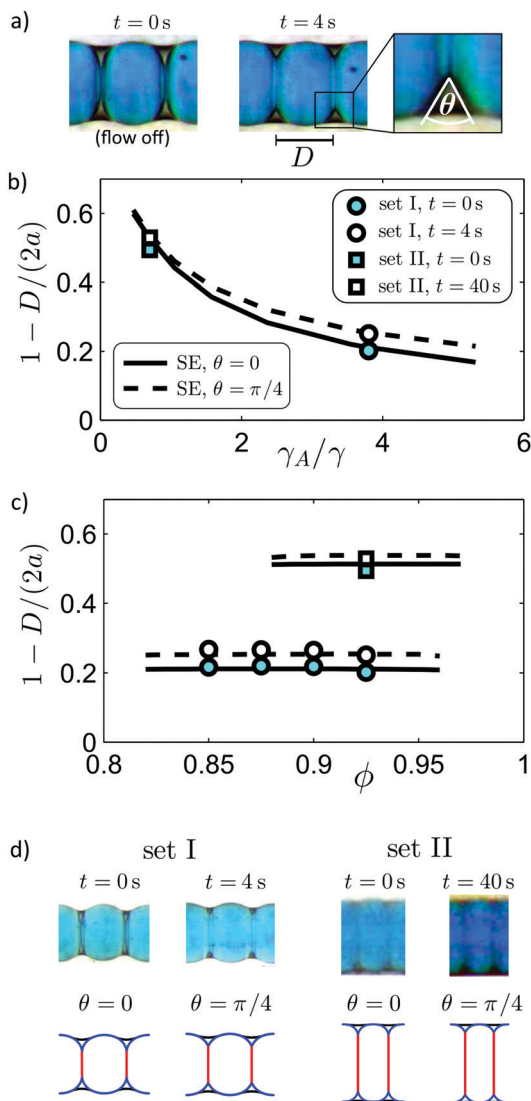 a)
t = 0 s
t = 4 s
(flow off)
D
θ
b)
1 − D/(2a)
0.6
0.4
0.2
0
set I, t = 0 s
set I, t = 4 s
set II, t = 0 s
set II, t = 40 s
SE, θ = 0
SE, θ = π/4
0 2 4 6
γ_A/γ
c)
1 − D/(2a)
0.6
0.4
0.2
0
0.8 0.85 0.9 0.95 1
ϕ
d)
set I set II
t = 0 s t = 4 s t = 0 s t = 40 s
θ = 0 θ = π/4 θ = 0 θ = π/4